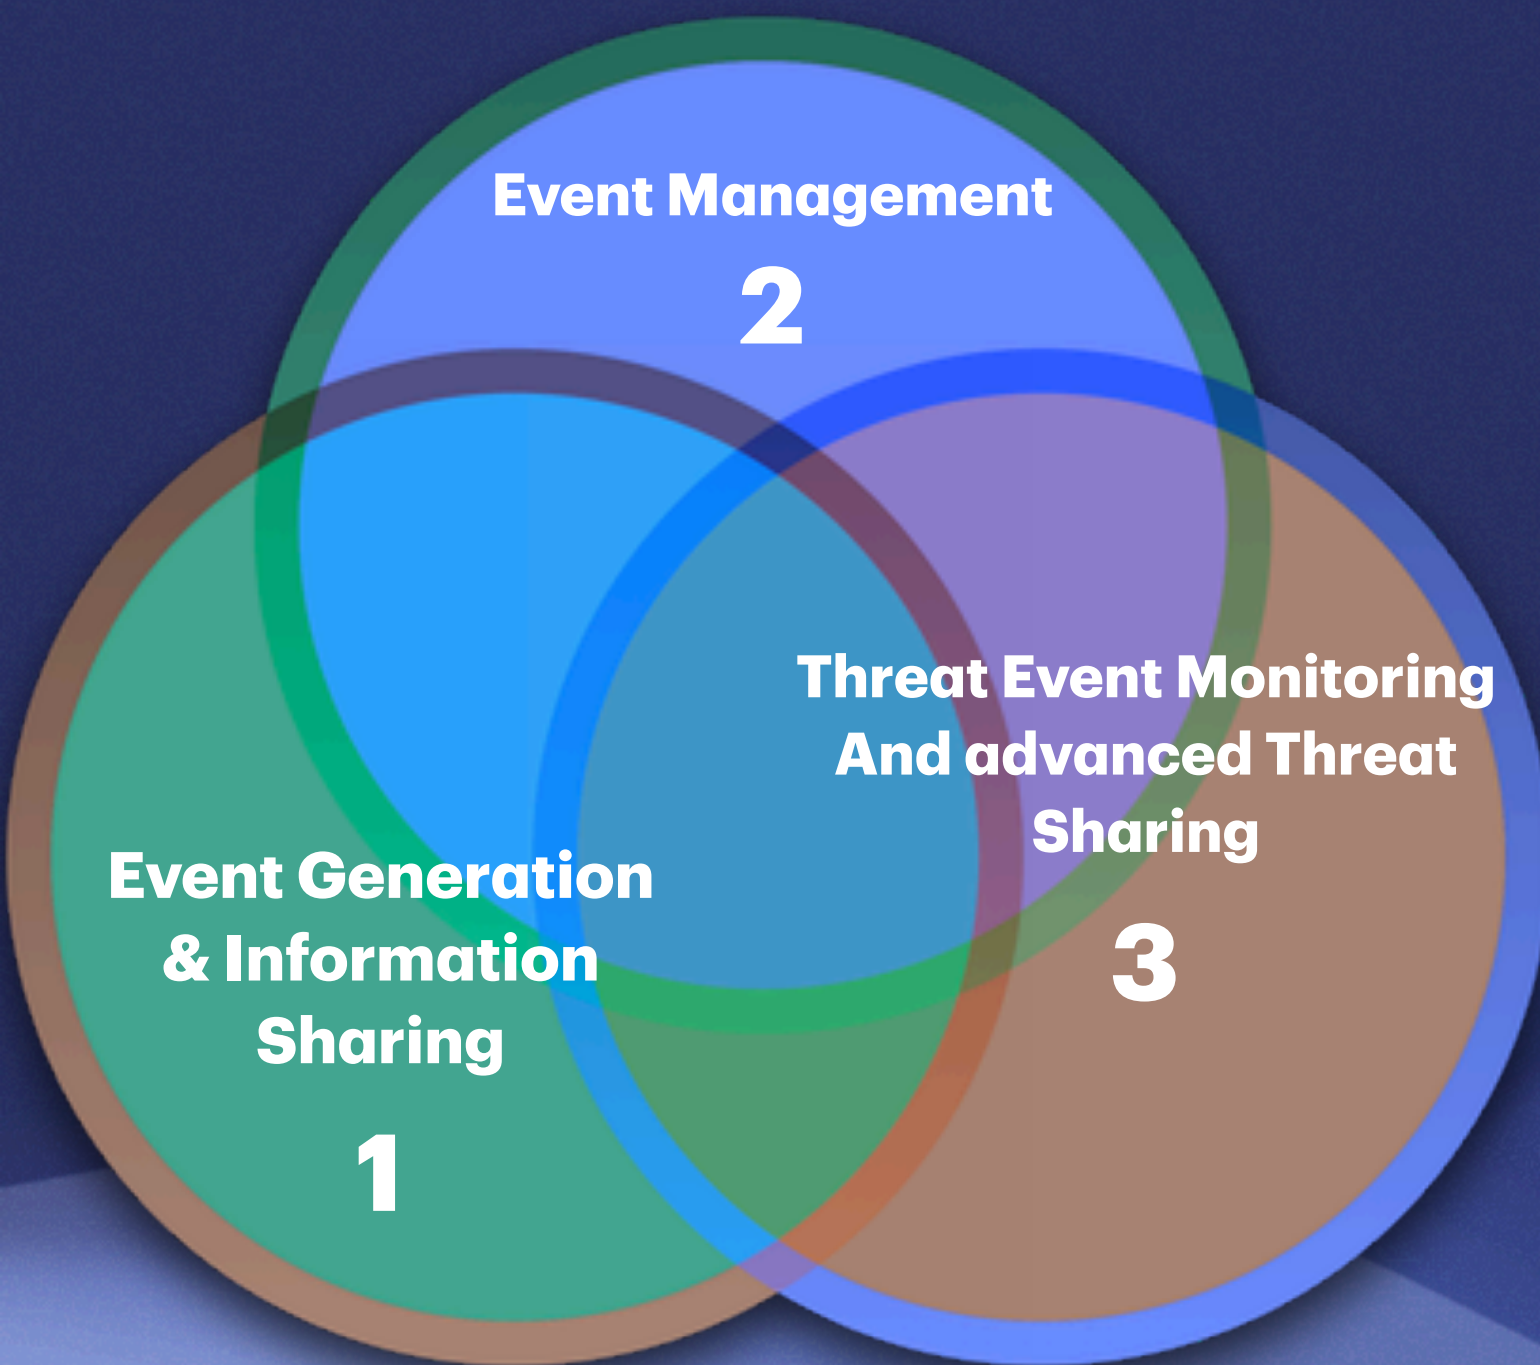 Event Management
2
Threat Event Monitoring
And advanced Threat
Sharing
3
Event Generation
& Information
Sharing
1